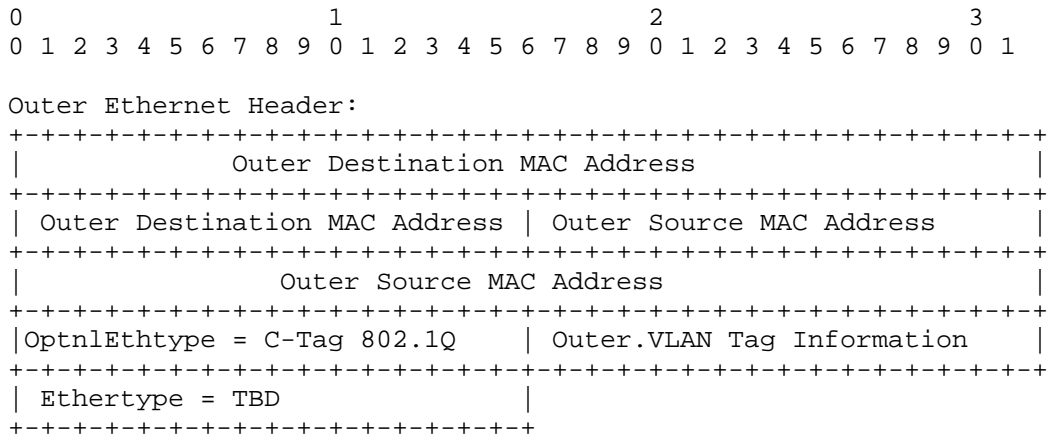 0                   1                   2                   3
0 1 2 3 4 5 6 7 8 9 0 1 2 3 4 5 6 7 8 9 0 1 2 3 4 5 6 7 8 9 0 1

Outer Ethernet Header:
+-+-+-+-+-+-+-+-+-+-+-+-+-+-+-+-+-+-+-+-+-+-+-+-+-+-+-+-+-+-+-+-+
|             Outer Destination MAC Address                     |
+-+-+-+-+-+-+-+-+-+-+-+-+-+-+-+-+-+-+-+-+-+-+-+-+-+-+-+-+-+-+-+-+
| Outer Destination MAC Address | Outer Source MAC Address      |
+-+-+-+-+-+-+-+-+-+-+-+-+-+-+-+-+-+-+-+-+-+-+-+-+-+-+-+-+-+-+-+-+
|                Outer Source MAC Address                       |
+-+-+-+-+-+-+-+-+-+-+-+-+-+-+-+-+-+-+-+-+-+-+-+-+-+-+-+-+-+-+-+-+
|OptnlEthtype = C-Tag 802.1Q    | Outer.VLAN Tag Information    |
+-+-+-+-+-+-+-+-+-+-+-+-+-+-+-+-+-+-+-+-+-+-+-+-+-+-+-+-+-+-+-+-+
| Ethertype = TBD               |
+-+-+-+-+-+-+-+-+-+-+-+-+-+-+-+-+